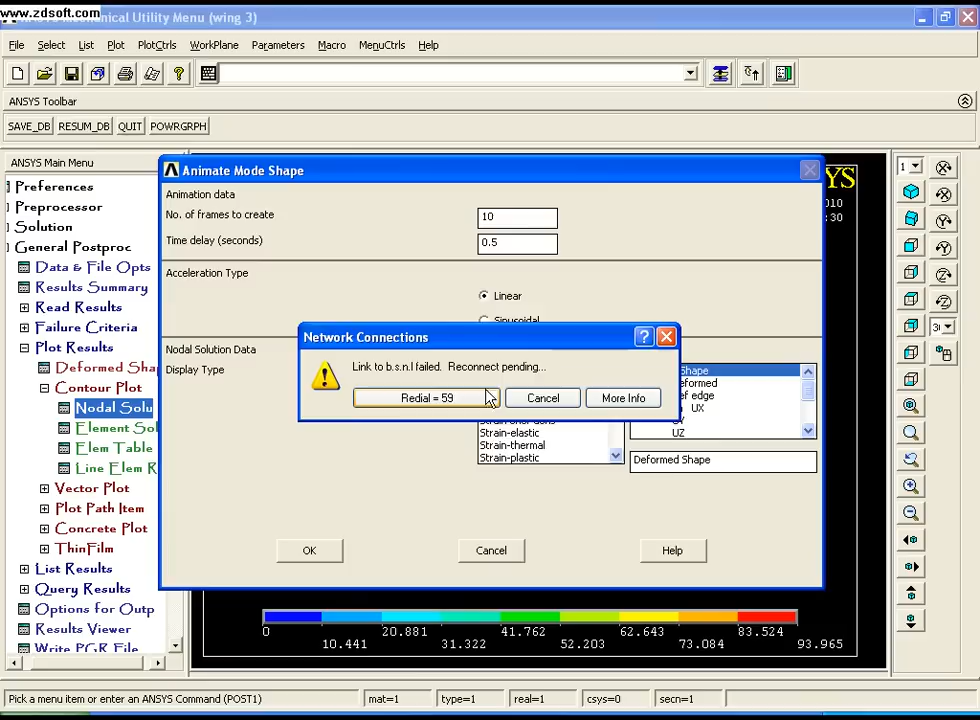 www.zdsoft.com
Mechanical Utility Menu (wing 3)
File Select List Plot PlotCtrls WorkPlane Parameters Macro MenuCtrls Help
ANSYS Toolbar
SAVE_DB RESUM_DB QUIT POWRGRPH
ANSYS Main Menu
Preferences
Preprocessor
Solution
General Postproc
Data & File Opts
Results Summary
Read Results
Failure Criteria
Plot Results
Deformed Sha
Contour Plot
Nodal Solu
Element Sol
Elem Table
Line Elem R
Vector Plot
Plot Path Item
Concrete Plot
ThinFilm
List Results
Query Results
Options for Outp
Results Viewer
Write PGR File
Animate Mode Shape
Animation data
No. of frames to create
10
Time delay (seconds)
0.5
Acceleration Type
Linear
Sinusoidal
Nodal Solution Data
Display Type
Shape
deformed
ef edge
UX
UZ
Strain-elastic
Strain-thermal
Strain-plastic
Deformed Shape
OK Cancel Help
Network Connections
Link to b.s.n.l failed. Reconnect pending...
Redial = 59 Cancel More Info
YS
010
:30
1
0 20.881 41.762 62.643 83.524
10.441 31.322 52.203 73.084 93.965
Pick a menu item or enter an ANSYS Command (POST1) mat=1 type=1 real=1 csys=0 secn=1